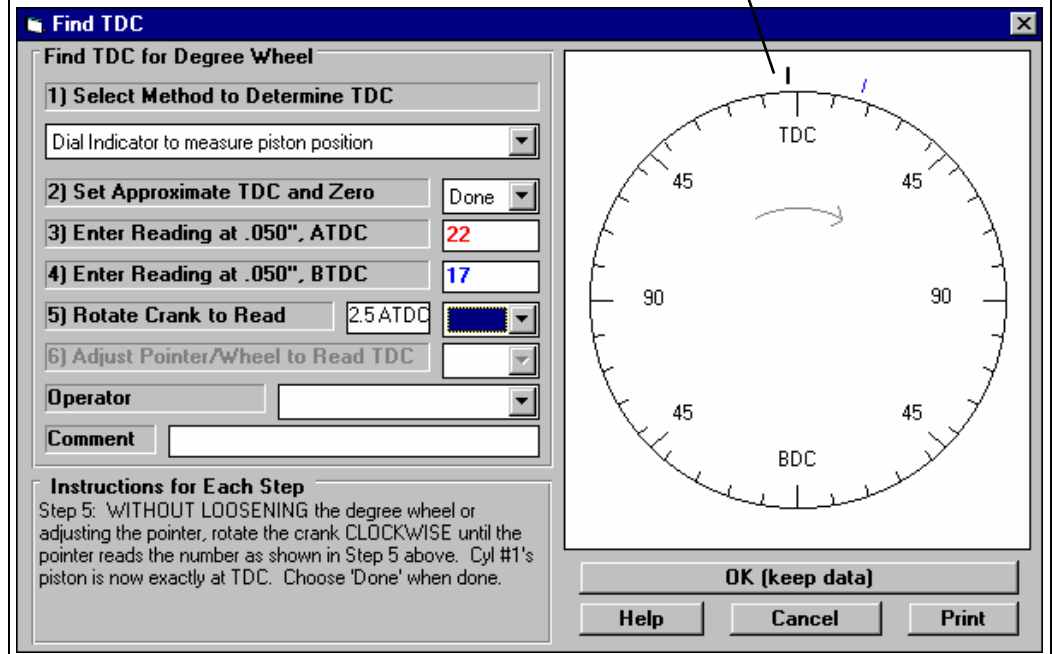 Find TDC
Find TDC for Degree Wheel
1) Select Method to Determine TDC
Dial Indicator to measure piston position
2) Set Approximate TDC and Zero
Done
3) Enter Reading at .050", ATDC
22
4) Enter Reading at .050", BTDC
17
5) Rotate Crank to Read
2.5 ATDC
6) Adjust Pointer/Wheel to Read TDC
Operator
Comment
Instructions for Each Step
Step 5: WITHOUT LOOSENING the degree wheel or
adjusting the pointer, rotate the crank CLOCKWISE until the
pointer reads the number as shown in Step 5 above. Cyl #1's
piston is now exactly at TDC. Choose 'Done' when done.
TDC
45
45
90
90
45
45
BDC
OK (keep data)
Help
Cancel
Print